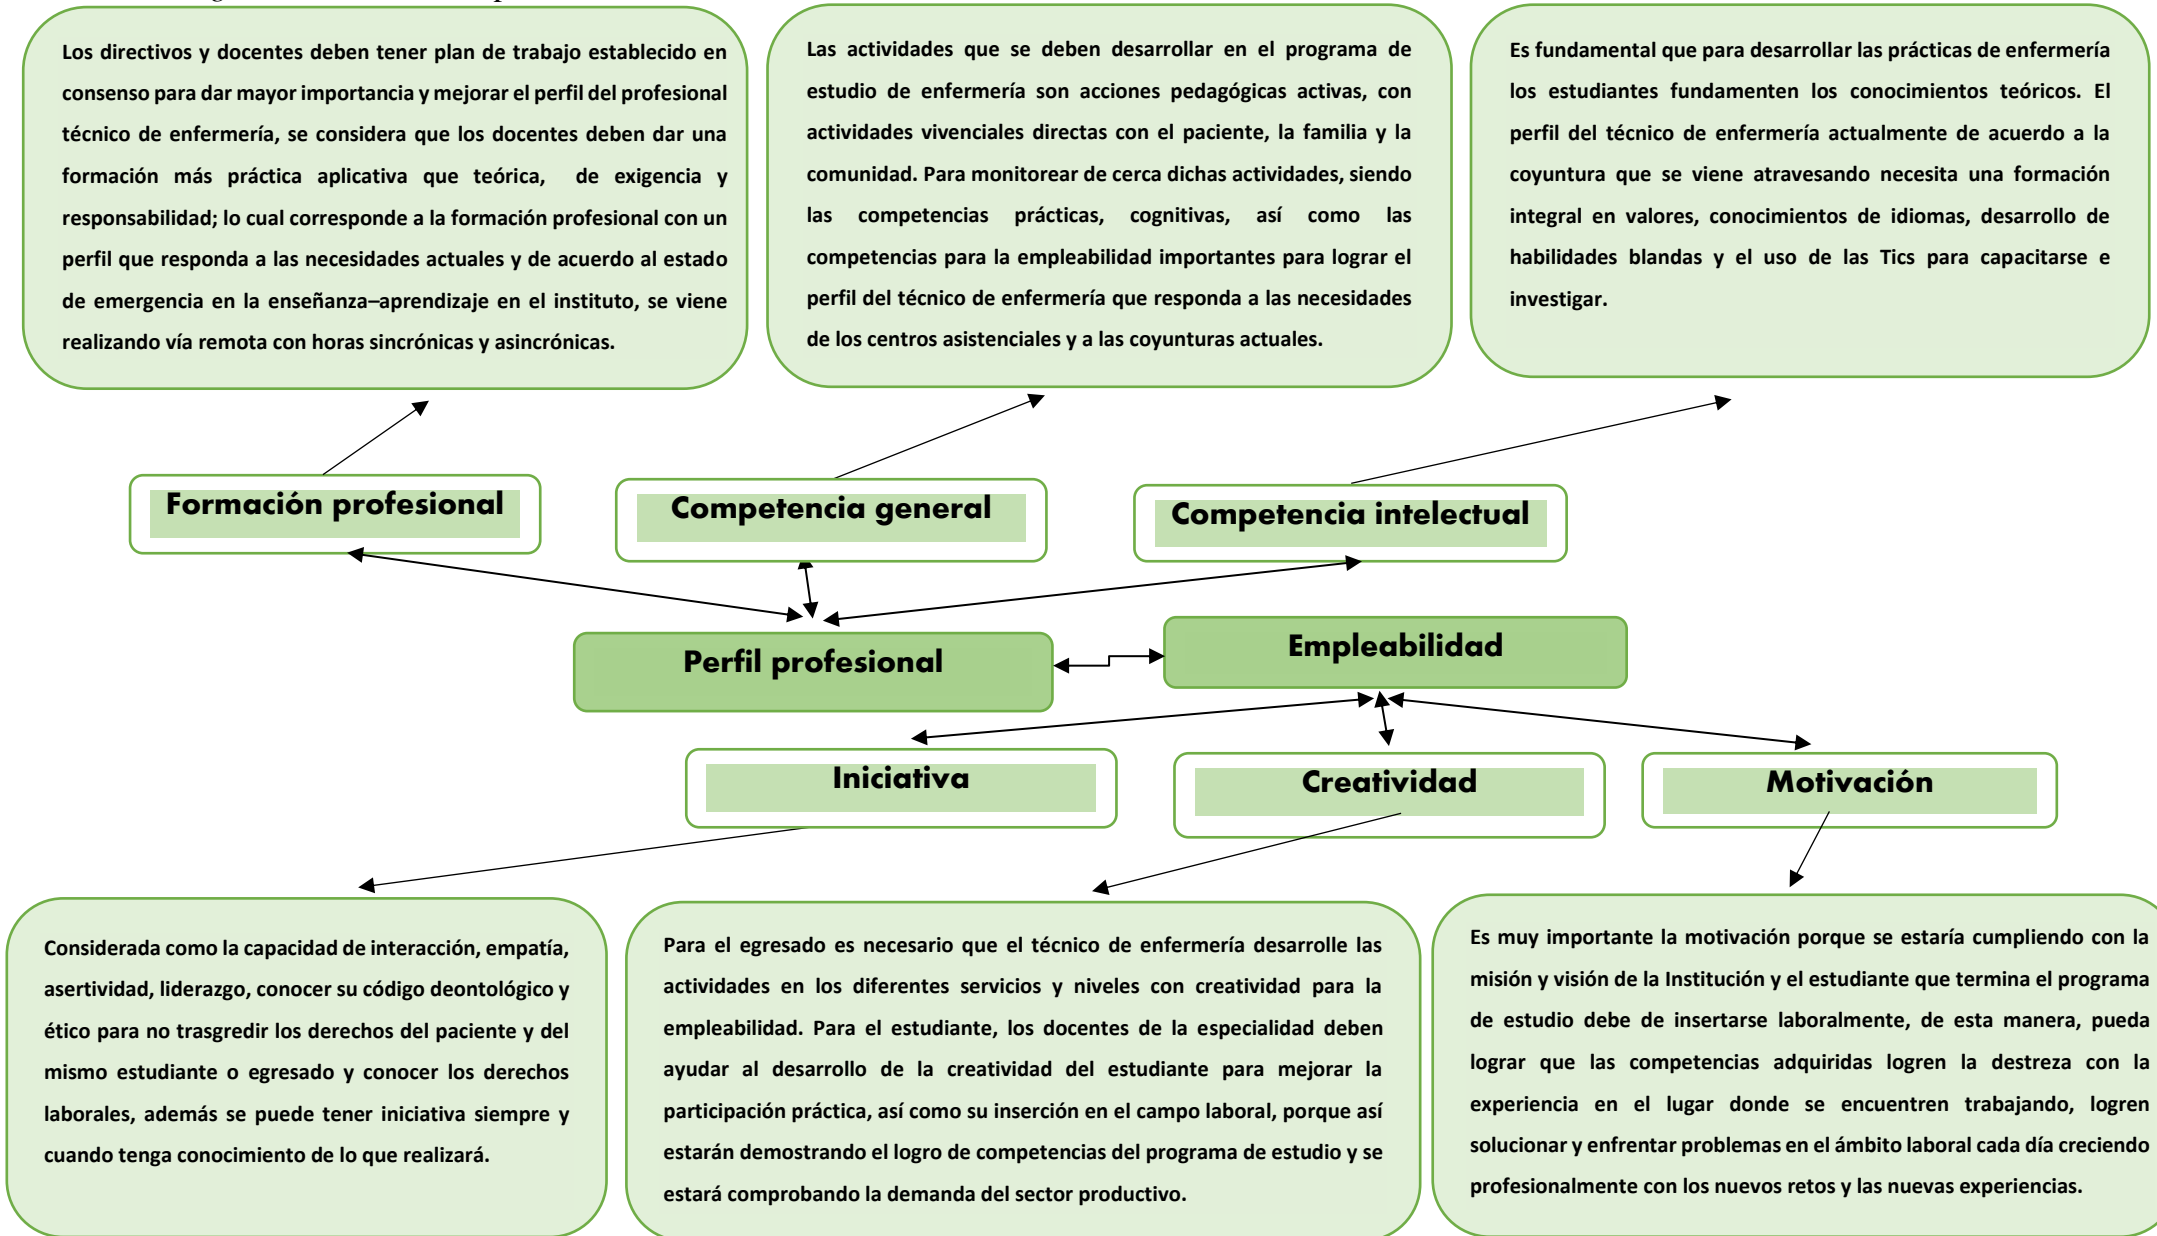 Los directivos y docentes deben tener plan de trabajo establecido en
consenso para dar mayor importancia y mejorar el perfil del profesional
técnico de enfermería, se considera que los docentes deben dar una
formación más práctica aplicativa que teórica, de exigencia y
responsabilidad; lo cual corresponde a la formación profesional con un
perfil que responda a las necesidades actuales y de acuerdo al estado
de emergencia en la enseñanza–aprendizaje en el instituto, se viene
realizando vía remota con horas sincrónicas y asincrónicas.
Las actividades que se deben desarrollar en el programa de
estudio de enfermería son acciones pedagógicas activas, con
actividades vivenciales directas con el paciente, la familia y la
comunidad. Para monitorear de cerca dichas actividades, siendo
las competencias prácticas, cognitivas, así como las
competencias para la empleabilidad importantes para lograr el
perfil del técnico de enfermería que responda a las necesidades
de los centros asistenciales y a las coyunturas actuales.
Es fundamental que para desarrollar las prácticas de enfermería
los estudiantes fundamenten los conocimientos teóricos. El
perfil del técnico de enfermería actualmente de acuerdo a la
coyuntura que se viene atravesando necesita una formación
integral en valores, conocimientos de idiomas, desarrollo de
habilidades blandas y el uso de las Tics para capacitarse e
investigar.
Formación profesional
Competencia general
Competencia intelectual
Perfil profesional
Empleabilidad
Iniciativa
Creatividad
Motivación
Considerada como la capacidad de interacción, empatía,
asertividad, liderazgo, conocer su código deontológico y
ético para no trasgredir los derechos del paciente y del
mismo estudiante o egresado y conocer los derechos
laborales, además se puede tener iniciativa siempre y
cuando tenga conocimiento de lo que realizará.
Para el egresado es necesario que el técnico de enfermería desarrolle las
actividades en los diferentes servicios y niveles con creatividad para la
empleabilidad. Para el estudiante, los docentes de la especialidad deben
ayudar al desarrollo de la creatividad del estudiante para mejorar la
participación práctica, así como su inserción en el campo laboral, porque así
estarán demostrando el logro de competencias del programa de estudio y se
estará comprobando la demanda del sector productivo.
Es muy importante la motivación porque se estaría cumpliendo con la
misión y visión de la Institución y el estudiante que termina el programa
de estudio debe de insertarse laboralmente, de esta manera, pueda
lograr que las competencias adquiridas logren la destreza con la
experiencia en el lugar donde se encuentren trabajando, logren
solucionar y enfrentar problemas en el ámbito laboral cada día creciendo
profesionalmente con los nuevos retos y las nuevas experiencias.